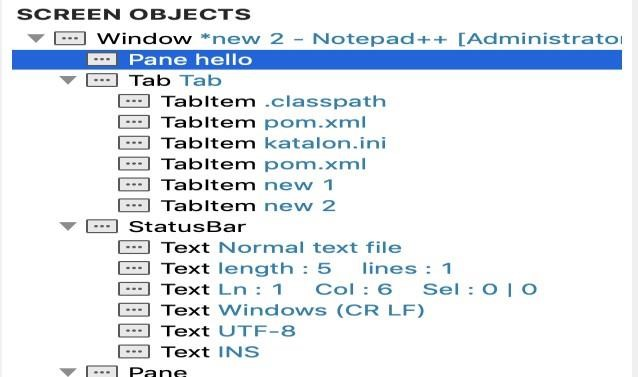 SCREEN OBJECTS
Window *new 2 - Notepad++ [Administrator
Pane hello
Tab Tab
TabItem .classpath
TabItem pom.xml
TabItem katalon.ini
TabItem pom.xml
TabItem new 1
TabItem new 2
StatusBar
Text Normal text file
Text length : 5    lines : 1
Text Ln : 1    Col : 6    Sel : 0 | 0
Text Windows (CR LF)
Text UTF-8
Text INS
Pane